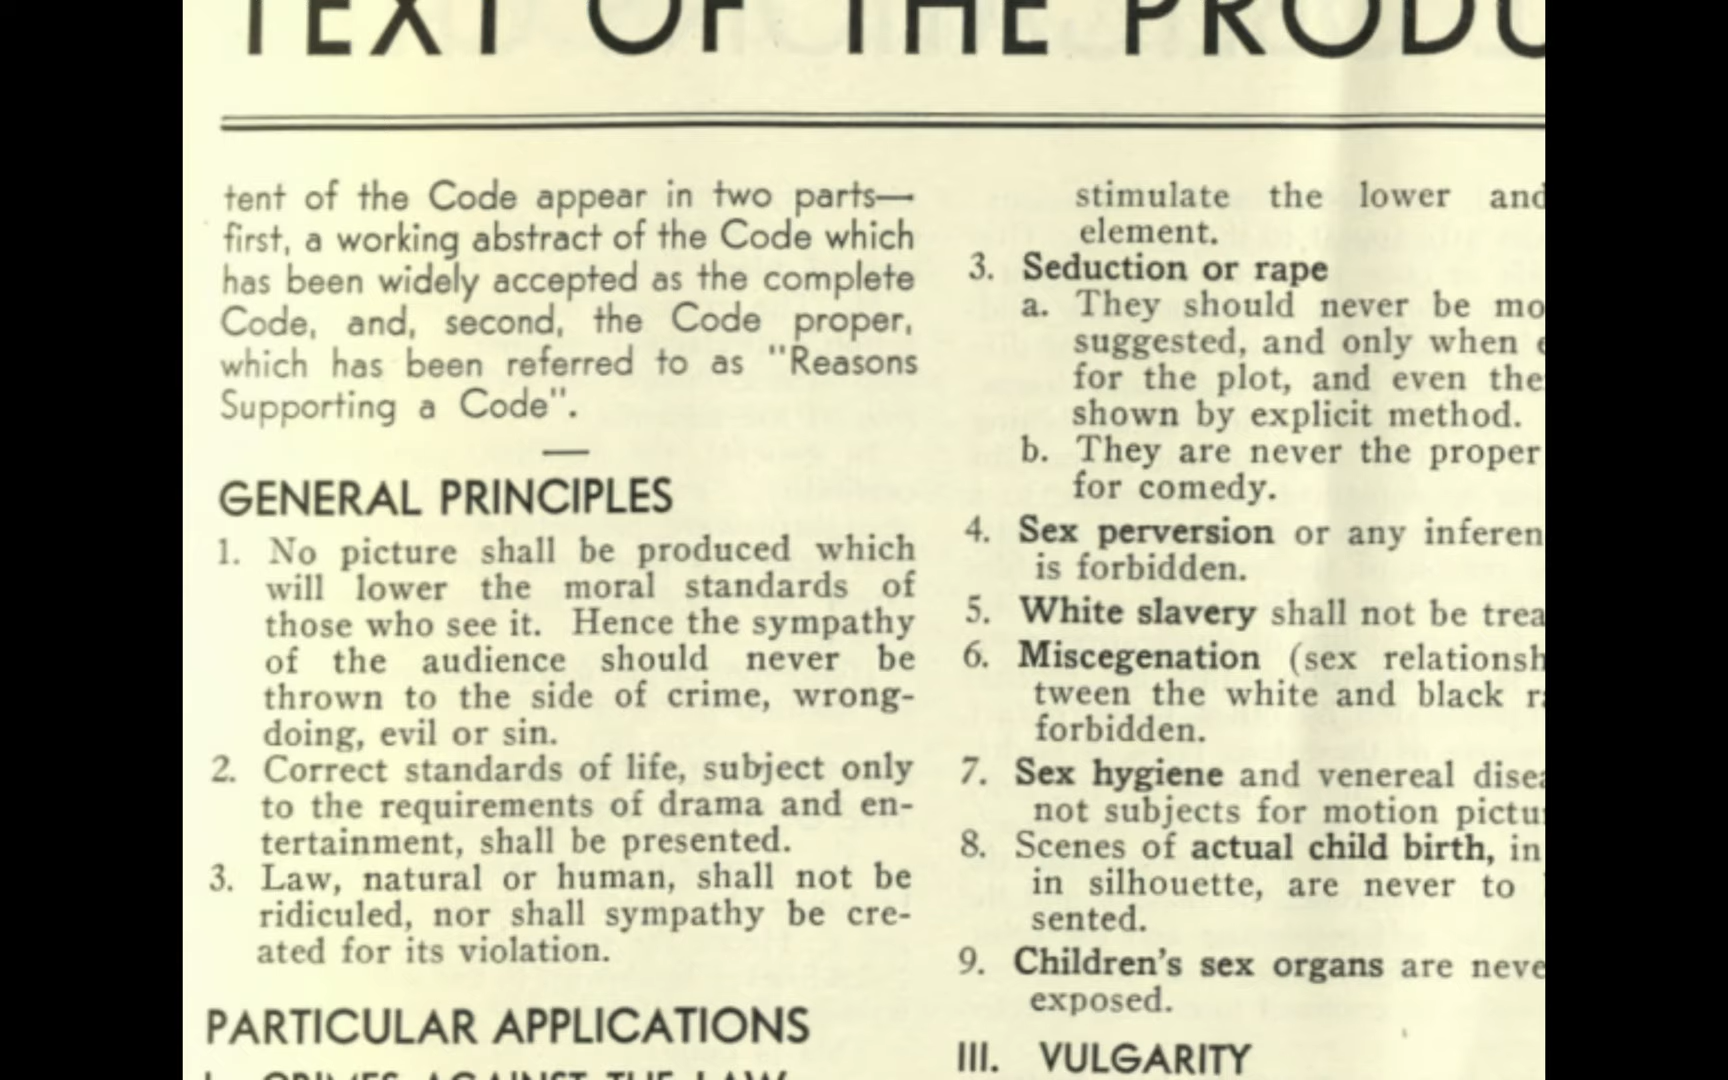 TEXT OF THE PRODU
tent of the Code appear in two parts—
first, a working abstract of the Code which
has been widely accepted as the complete
Code, and, second, the Code proper,
which has been referred to as "Reasons
Supporting a Code".
GENERAL PRINCIPLES
1. No picture shall be produced which
will lower the moral standards of
those who see it. Hence the sympathy
of the audience should never be
thrown to the side of crime, wrong-
doing, evil or sin.
2. Correct standards of life, subject only
to the requirements of drama and en-
tertainment, shall be presented.
3. Law, natural or human, shall not be
ridiculed, nor shall sympathy be cre-
ated for its violation.
PARTICULAR APPLICATIONS
I. CRIMES AGAINST THE LAW
stimulate the lower and
element.
3. Seduction or rape
a. They should never be mo
suggested, and only when e
for the plot, and even the
shown by explicit method.
b. They are never the proper
for comedy.
4. Sex perversion or any inferen
is forbidden.
5. White slavery shall not be trea
6. Miscegenation (sex relationsh
tween the white and black ra
forbidden.
7. Sex hygiene and venereal disea
not subjects for motion pictu
8. Scenes of actual child birth, in
in silhouette, are never to
sented.
9. Children's sex organs are neve
exposed.
III. VULGARITY